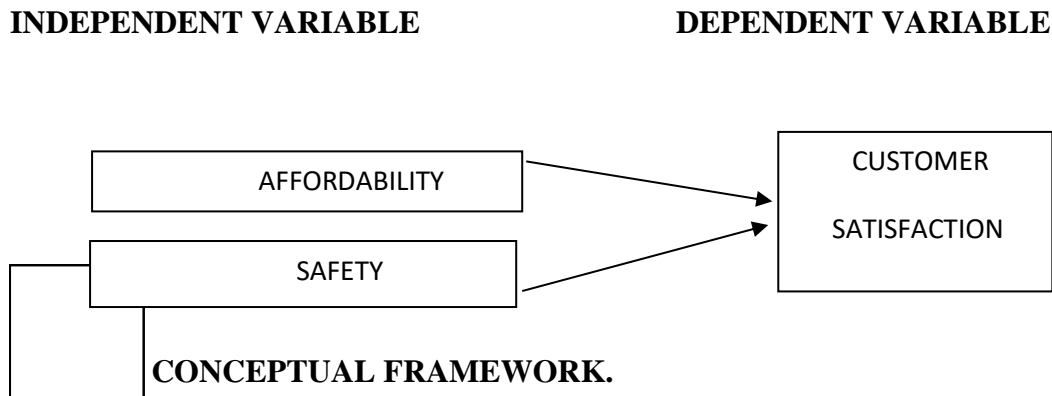 INDEPENDENT VARIABLE
DEPENDENT VARIABLE
AFFORDABILITY
CUSTOMER
SATISFACTION
SAFETY
CONCEPTUAL FRAMEWORK.